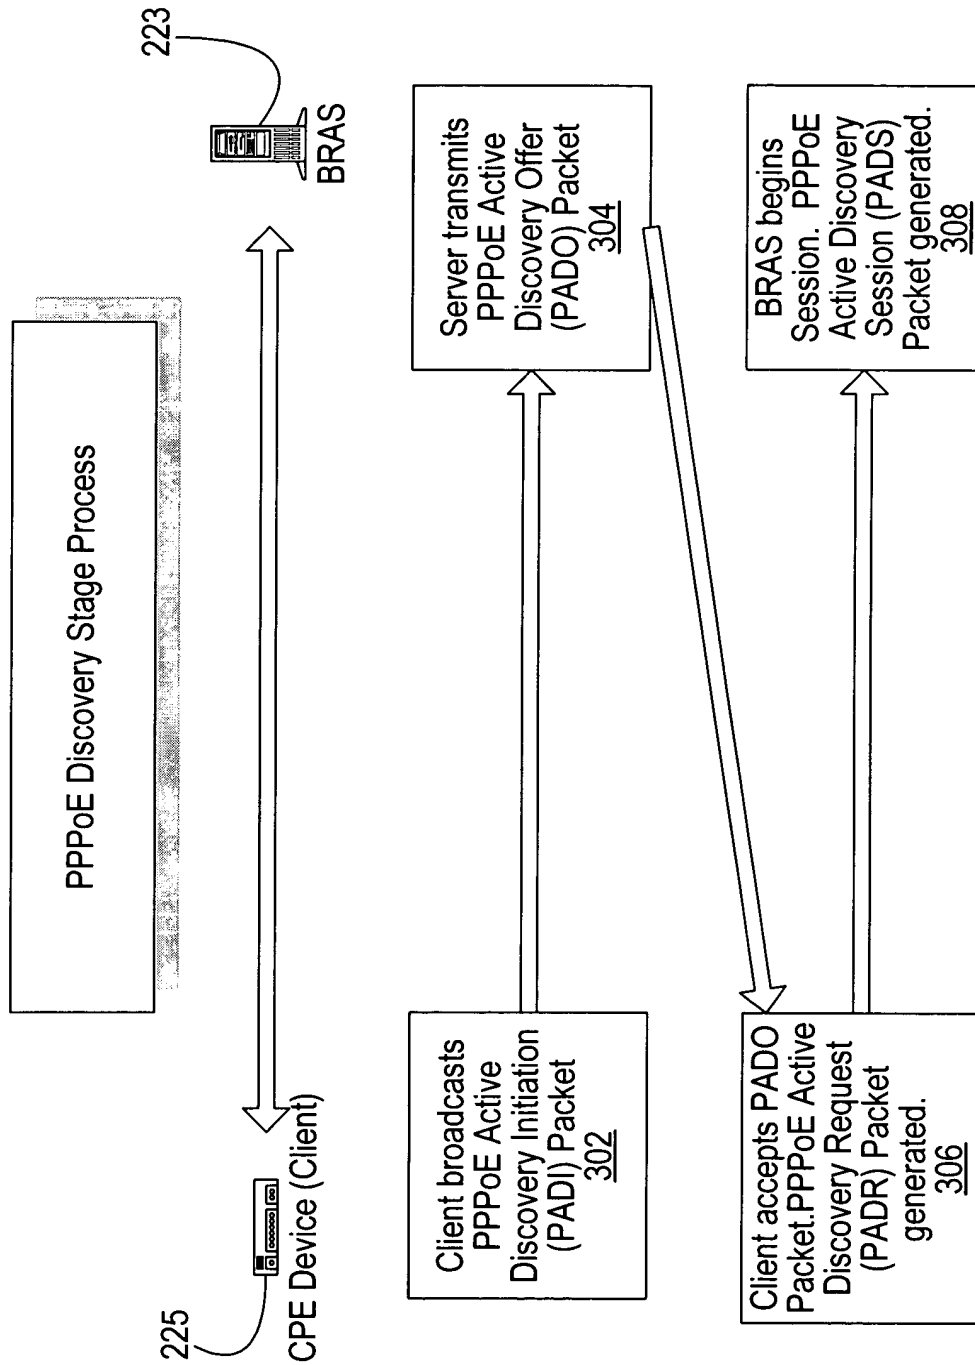 PPPoE Discovery Stage Process
225
CPE Device (Client)
223
BRAS
Client broadcasts
PPPoE Active
Discovery Initiation
(PADI) Packet
302
Server transmits
PPPoE Active
Discovery Offer
(PADO) Packet
304
Client accepts PADO
Packet.PPPoE Active
Discovery Request
(PADR) Packet
generated.
306
BRAS begins
Session. PPPoE
Active Discovery
Session (PADS)
Packet generated.
308